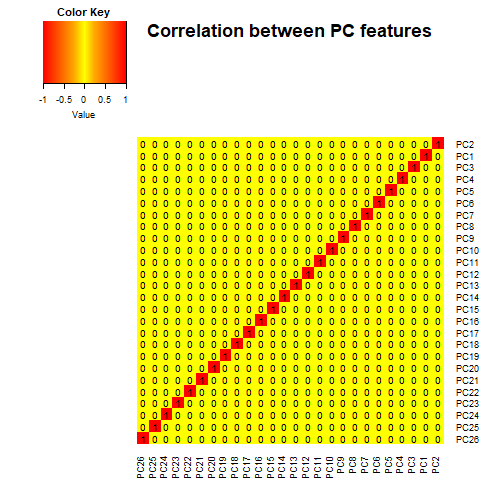 Color Key
Correlation between PC features
-1 -0.5 0 0.5 1
Value
0 0 0 0 0 0 0 0 0 0 0 0 0 0 0 0 0 0 0 0 0 0 0 0 0 1 PC2
0 0 0 0 0 0 0 0 0 0 0 0 0 0 0 0 0 0 0 0 0 0 0 0 1 0 PC1
0 0 0 0 0 0 0 0 0 0 0 0 0 0 0 0 0 0 0 0 0 0 0 1 0 0 PC3
0 0 0 0 0 0 0 0 0 0 0 0 0 0 0 0 0 0 0 0 0 0 1 0 0 0 PC4
0 0 0 0 0 0 0 0 0 0 0 0 0 0 0 0 0 0 0 0 0 1 0 0 0 0 PC5
0 0 0 0 0 0 0 0 0 0 0 0 0 0 0 0 0 0 0 0 1 0 0 0 0 0 PC6
0 0 0 0 0 0 0 0 0 0 0 0 0 0 0 0 0 0 0 1 0 0 0 0 0 0 PC7
0 0 0 0 0 0 0 0 0 0 0 0 0 0 0 0 0 0 1 0 0 0 0 0 0 0 PC8
0 0 0 0 0 0 0 0 0 0 0 0 0 0 0 0 0 1 0 0 0 0 0 0 0 0 PC9
0 0 0 0 0 0 0 0 0 0 0 0 0 0 0 0 1 0 0 0 0 0 0 0 0 0 PC10
0 0 0 0 0 0 0 0 0 0 0 0 0 0 0 1 0 0 0 0 0 0 0 0 0 0 PC11
0 0 0 0 0 0 0 0 0 0 0 0 0 0 1 0 0 0 0 0 0 0 0 0 0 0 PC12
0 0 0 0 0 0 0 0 0 0 0 0 0 1 0 0 0 0 0 0 0 0 0 0 0 0 PC13
0 0 0 0 0 0 0 0 0 0 0 0 1 0 0 0 0 0 0 0 0 0 0 0 0 0 PC14
0 0 0 0 0 0 0 0 0 0 0 1 0 0 0 0 0 0 0 0 0 0 0 0 0 0 PC15
0 0 0 0 0 0 0 0 0 0 1 0 0 0 0 0 0 0 0 0 0 0 0 0 0 0 PC16
0 0 0 0 0 0 0 0 0 1 0 0 0 0 0 0 0 0 0 0 0 0 0 0 0 0 PC17
0 0 0 0 0 0 0 0 1 0 0 0 0 0 0 0 0 0 0 0 0 0 0 0 0 0 PC18
0 0 0 0 0 0 0 1 0 0 0 0 0 0 0 0 0 0 0 0 0 0 0 0 0 0 PC19
0 0 0 0 0 0 1 0 0 0 0 0 0 0 0 0 0 0 0 0 0 0 0 0 0 0 PC20
0 0 0 0 0 1 0 0 0 0 0 0 0 0 0 0 0 0 0 0 0 0 0 0 0 0 PC21
0 0 0 0 1 0 0 0 0 0 0 0 0 0 0 0 0 0 0 0 0 0 0 0 0 0 PC22
0 0 0 1 0 0 0 0 0 0 0 0 0 0 0 0 0 0 0 0 0 0 0 0 0 0 PC23
0 0 1 0 0 0 0 0 0 0 0 0 0 0 0 0 0 0 0 0 0 0 0 0 0 0 PC24
0 1 0 0 0 0 0 0 0 0 0 0 0 0 0 0 0 0 0 0 0 0 0 0 0 0 PC25
1 0 0 0 0 0 0 0 0 0 0 0 0 0 0 0 0 0 0 0 0 0 0 0 0 0 PC26
PC26 PC25 PC24 PC23 PC22 PC21 PC20 PC19 PC18 PC17 PC16 PC15 PC14 PC13 PC12 PC11 PC10 PC9 PC8 PC7 PC6 PC5 PC4 PC3 PC1 PC2